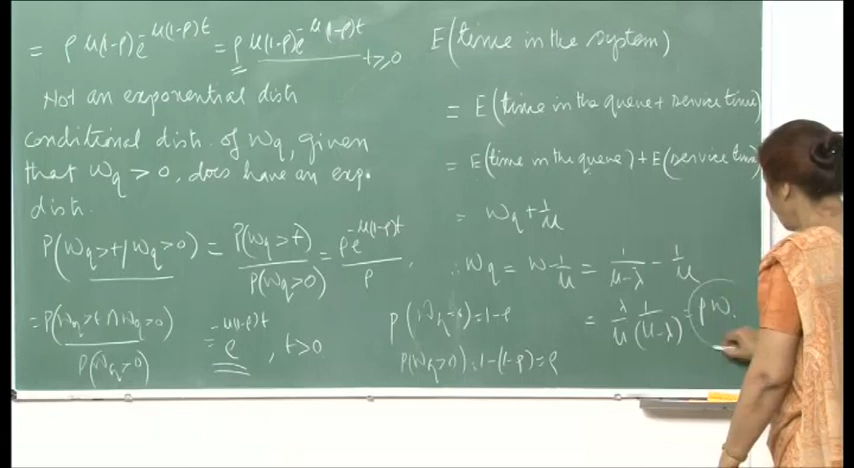 = ρ μ(1-ρ)e^{-μ(1-ρ)t} = ρ μ(1-ρ)e^{-μ(1-ρ)t} t≥0
Not an exponential dist
conditional dist. of Wq, given
that Wq > 0, does have an exp.
dist.
P(Wq>t/Wq>0) = P(Wq>t)/P(Wq>0) = ρe^{-μ(1-ρ)t}/ρ .
= P(Wq>t ∩ Wq>0)/P(Wq>0) = e^{-μ(1-ρ)t}, t>0
P(Wq=0)=1-ρ
P(Wq>0)=1-(1-ρ)=ρ
E(time in the system)
= E(time in the queue + service time)
= E(time in the queue) + E(service time)
= Wq + 1/μ
∴ Wq = W - 1/μ = 1/(μ-λ) - 1/μ
= λ/μ 1/(μ-λ) = ρW.